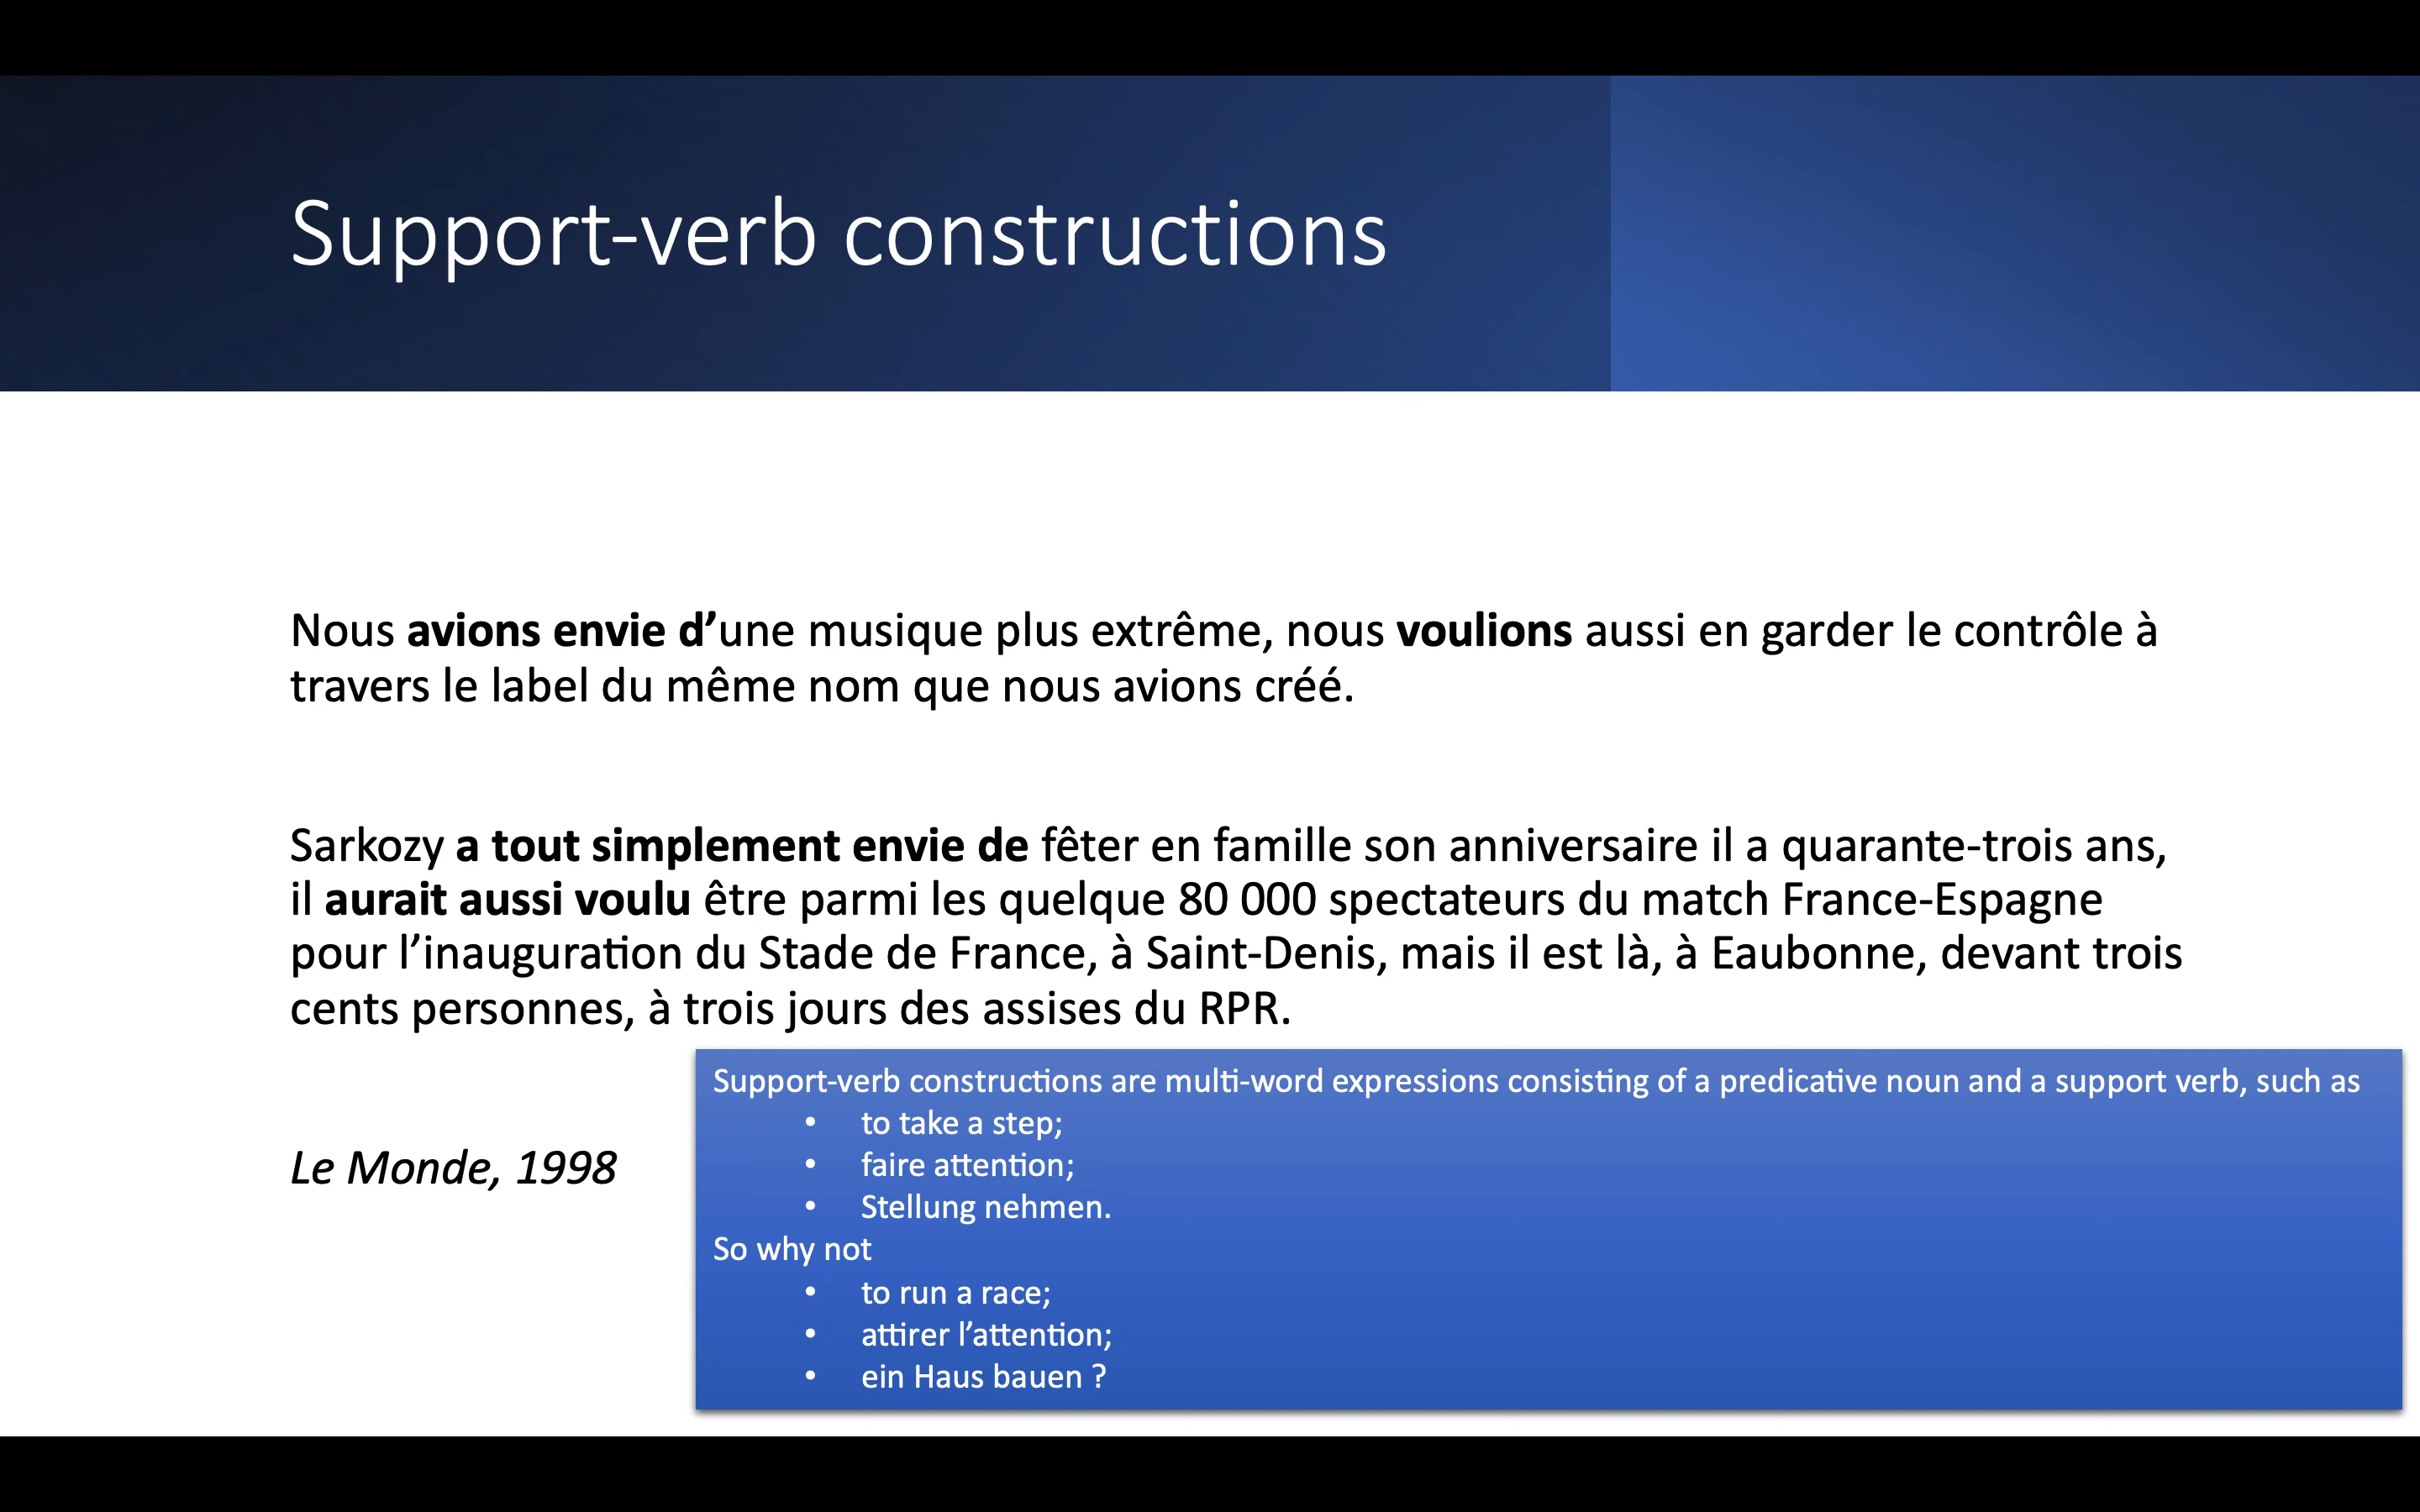 Support-verb constructions
Nous avions envie d’une musique plus extrême, nous voulions aussi en garder le contrôle à
travers le label du même nom que nous avions créé.
Sarkozy a tout simplement envie de fêter en famille son anniversaire il a quarante-trois ans,
il aurait aussi voulu être parmi les quelque 80 000 spectateurs du match France-Espagne
pour l’inauguration du Stade de France, à Saint-Denis, mais il est là, à Eaubonne, devant trois
cents personnes, à trois jours des assises du RPR.
Le Monde, 1998
Support-verb constructions are multi-word expressions consisting of a predicative noun and a support verb, such as
• to take a step;
• faire attention;
• Stellung nehmen.
So why not
• to run a race;
• attirer l’attention;
• ein Haus bauen ?